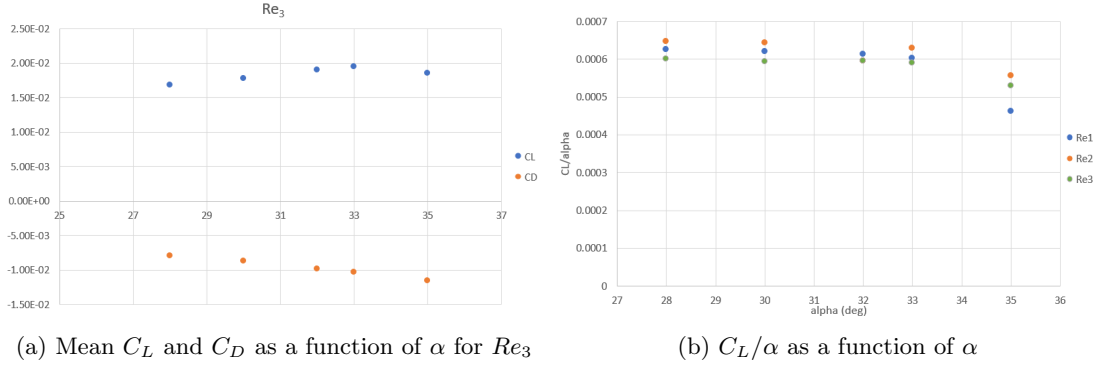 Re3
2.50E-02
2.00E-02
1.50E-02
1.00E-02
5.00E-03
0.00E+00
-5.00E-03
-1.00E-02
-1.50E-02
25 27 29 31 33 35 37
CL
CD
(a) Mean C_L and C_D as a function of α for Re_3
0.0007
0.0006
0.0005
0.0004
0.0003
0.0002
0.0001
0
CL/alpha
27 28 29 30 31 32 33 34 35 36
alpha (deg)
Re1
Re2
Re3
(b) C_L/α as a function of α